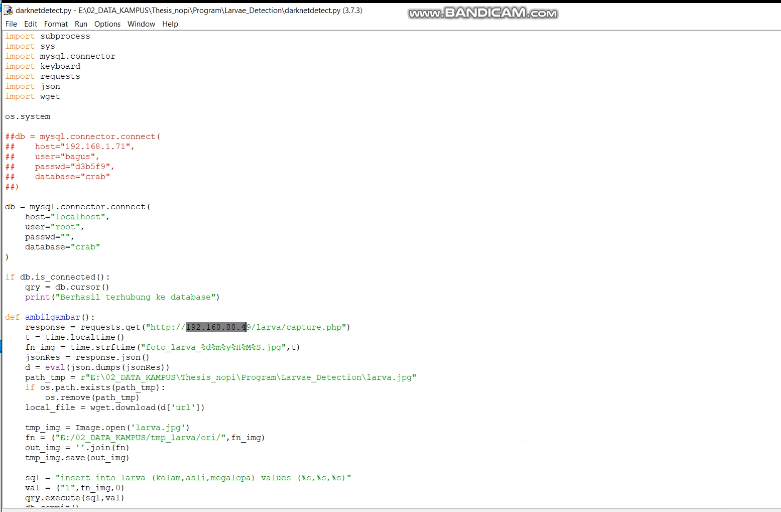 darknetdetect.py - E:\02_DATA_KAMPUS\Thesis_nopi\Program\Larvae_Detection\darknetdetect.py (3.7.3)
www.BANDICAM.com
File Edit Format Run Options Window Help
import subprocess
import sys
import mysql.connector
import keyboard
import requests
import json
import wget
os.system
##db = mysql.connector.connect(
##    host="192.168.1.71",
##    user="bagus",
##    passwd="d3b5f9",
##    database="crab"
##)
db = mysql.connector.connect(
    host="localhost",
    user="root",
    passwd="",
    database="crab"
)
if db.is_connected():
    qry = db.cursor()
    print("Berhasil terhubung ke database")
def ambilgambar():
    response = requests.get("http://192.168.00.49/larva/capture.php")
    t = time.localtime()
    fn_img = time.strftime("foto_larva_%d%m%y%H%M%S.jpg",t)
    jsonRes = response.json()
    d = eval(json.dumps(jsonRes))
    path_tmp = r"E:\02_DATA_KAMPUS\Thesis_nopi\Program\Larvae_Detection\larva.jpg"
    if os.path.exists(path_tmp):
        os.remove(path_tmp)
    local_file = wget.download(d['url'])
    tmp_img = Image.open('larva.jpg')
    fn = ("E:/02_DATA_KAMPUS/tmp_larva/ori/",fn_img)
    out_img = ''.join(fn)
    tmp_img.save(out_img)
    sql = "insert into larva (kolam,asli,megalopa) values (%s,%s,%s)"
    val = ("1",fn_img,0)
    qry.execute(sql,val)
    db.commit()